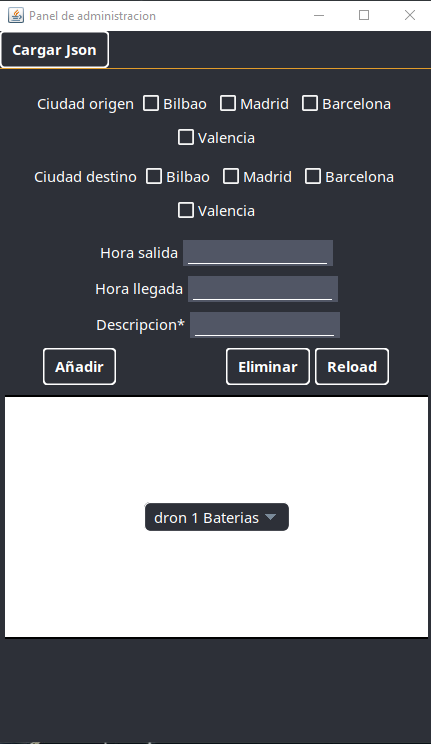 Panel de administracion
Cargar Json
Ciudad origen Bilbao Madrid Barcelona
Valencia
Ciudad destino Bilbao Madrid Barcelona
Valencia
Hora salida
Hora llegada
Descripcion*
Añadir Eliminar Reload
dron 1 Baterias